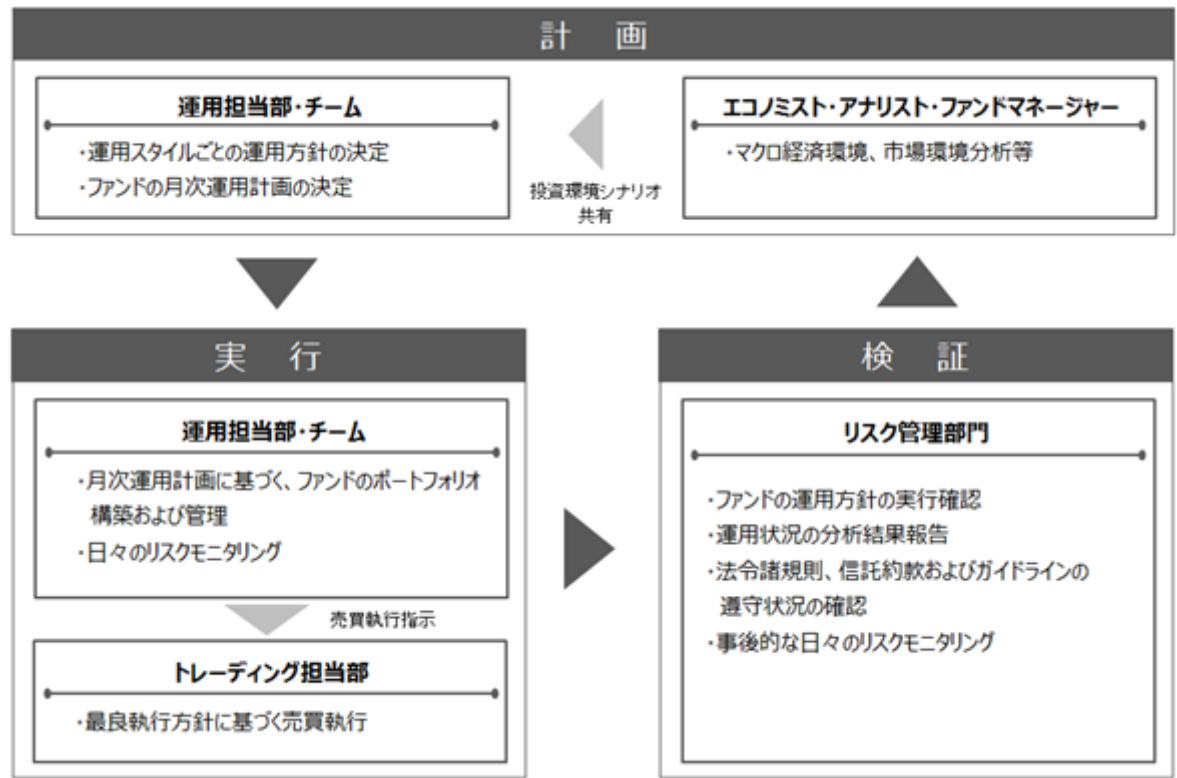 計 画
運用担当部・チーム
・運用スタイルごとの運用方針の決定
・ファンドの月次運用計画の決定
投資環境シナリオ
共有
エコノミスト・アナリスト・ファンドマネージャー
・マクロ経済環境、市場環境分析等
実 行
運用担当部・チーム
・月次運用計画に基づく、ファンドのポートフォリオ
構築および管理
・日々のリスクモニタリング
売買執行指示
トレーディング担当部
・最良執行方針に基づく売買執行
検 証
リスク管理部門
・ファンドの運用方針の実行確認
・運用状況の分析結果報告
・法令諸規則、信託約款およびガイドラインの
遵守状況の確認
・事後的な日々のリスクモニタリング